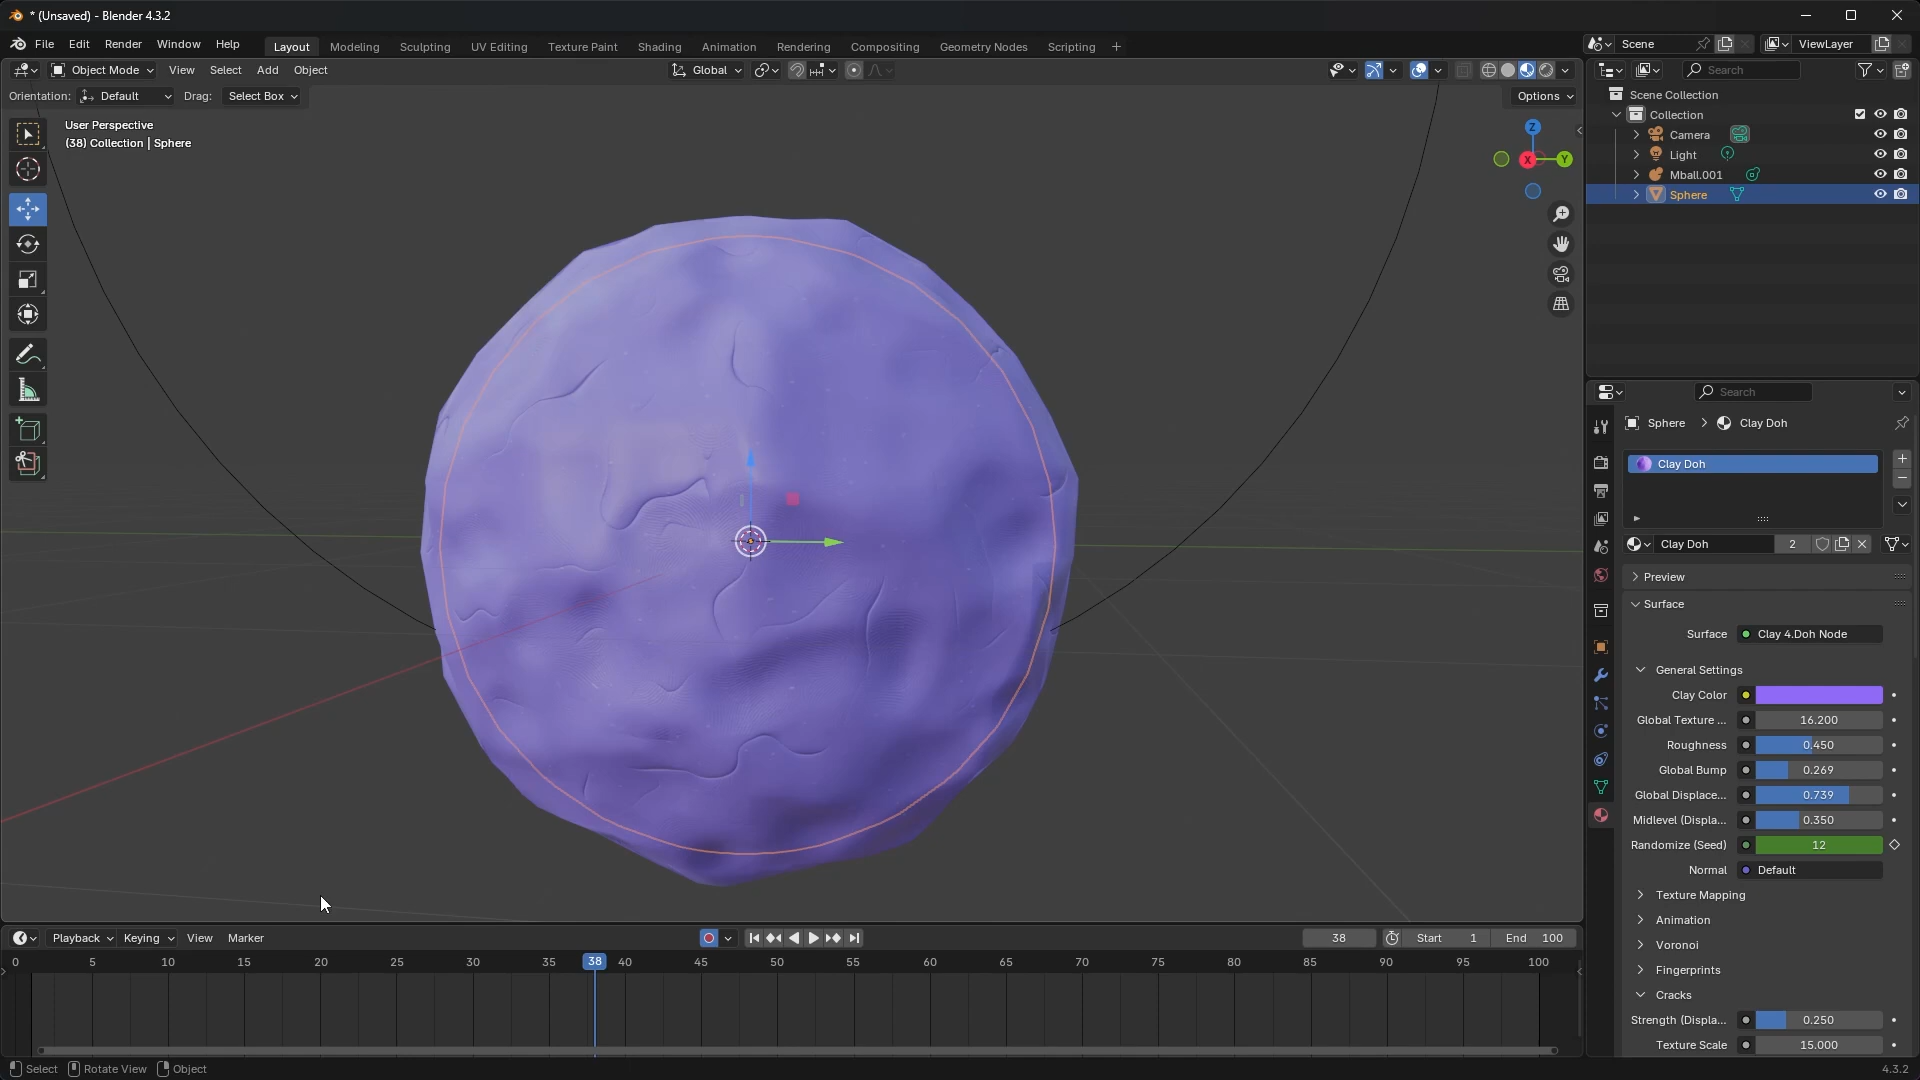 * (Unsaved) - Blender 4.3.2
File Edit Render Window Help Layout Modeling Sculpting UV Editing Texture Paint Shading Animation Rendering Compositing Geometry Nodes Scripting + Scene ViewLayer
Object Mode View Select Add Object Global Search
Orientation: Default Drag: Select Box Options
User Perspective
(38) Collection | Sphere
Z
X
Y
Scene Collection
Collection
Camera
Light
Mball.001
Sphere
Search
Sphere > Clay Doh
Clay Doh
Clay Doh 2
Preview
Surface
Surface Clay 4.Doh Node
General Settings
Clay Color
Global Texture ... 16.200
Roughness 0.450
Global Bump 0.269
Global Displace... 0.739
Midlevel (Displa... 0.350
Randomize (Seed) 12
Normal Default
Texture Mapping
Animation
Voronoi
Fingerprints
Cracks
Strength (Displa... 0.250
Texture Scale 15.000
Playback Keying View Marker 38 Start 1 End 100
0 5 10 15 20 25 30 35 38 40 45 50 55 60 65 70 75 80 85 90 95 100
Select Rotate View Object 4.3.2